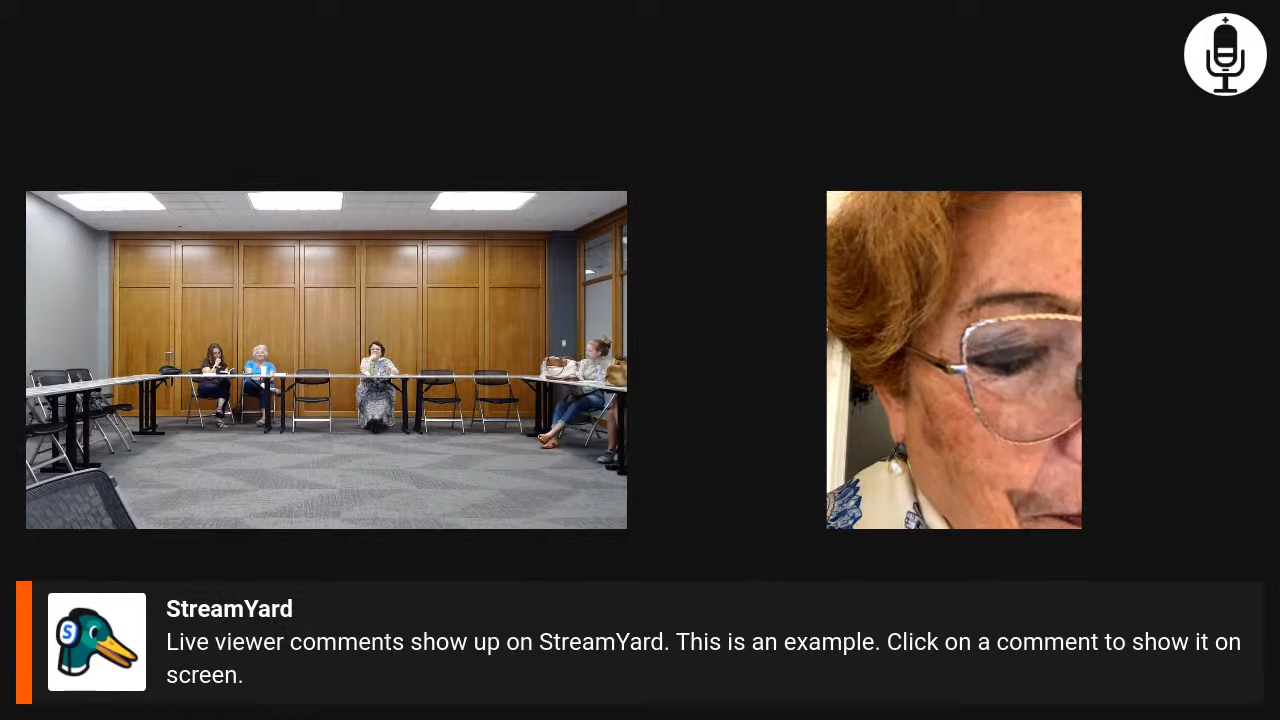 StreamYard
Live viewer comments show up on StreamYard. This is an example. Click on a comment to show it on
screen.
S